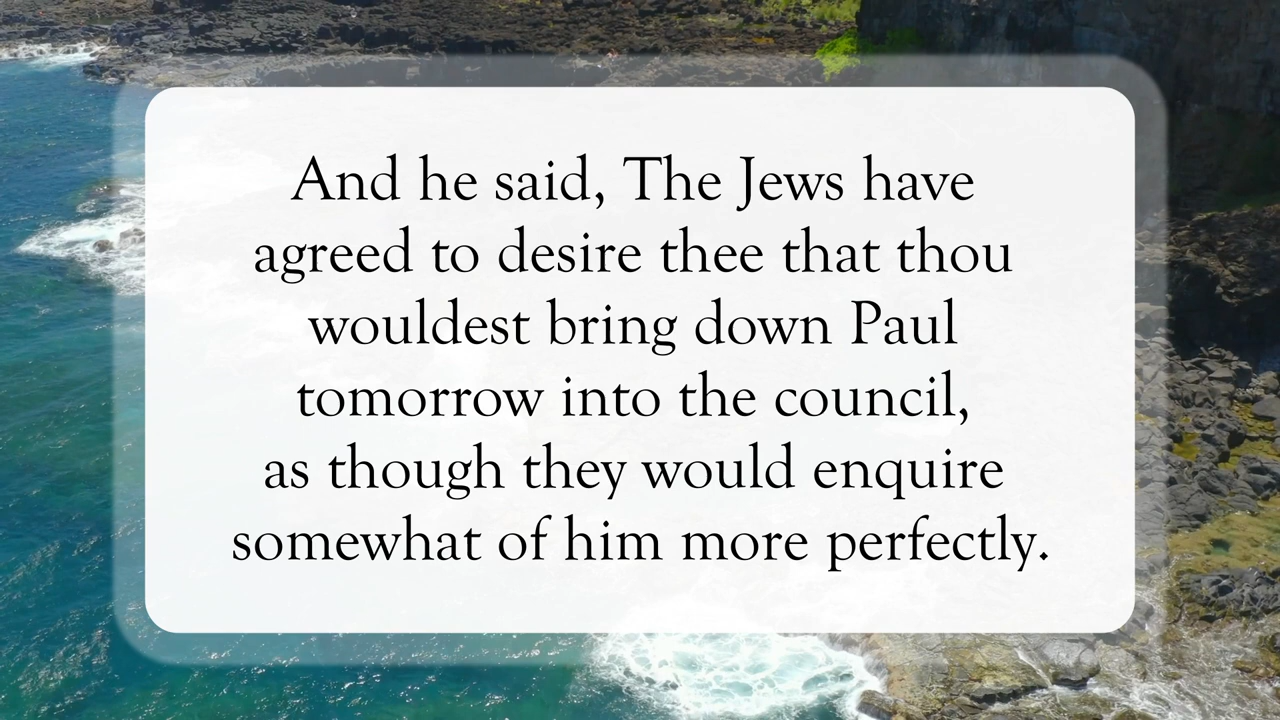 And he said, The Jews have
agreed to desire thee that thou
wouldest bring down Paul
tomorrow into the council,
as though they would enquire
somewhat of him more perfectly.